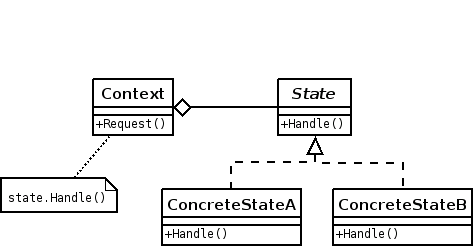 Context
State
+Request()
+Handle()
state.Handle()
ConcreteStateA
ConcreteStateB
+Handle()
+Handle()